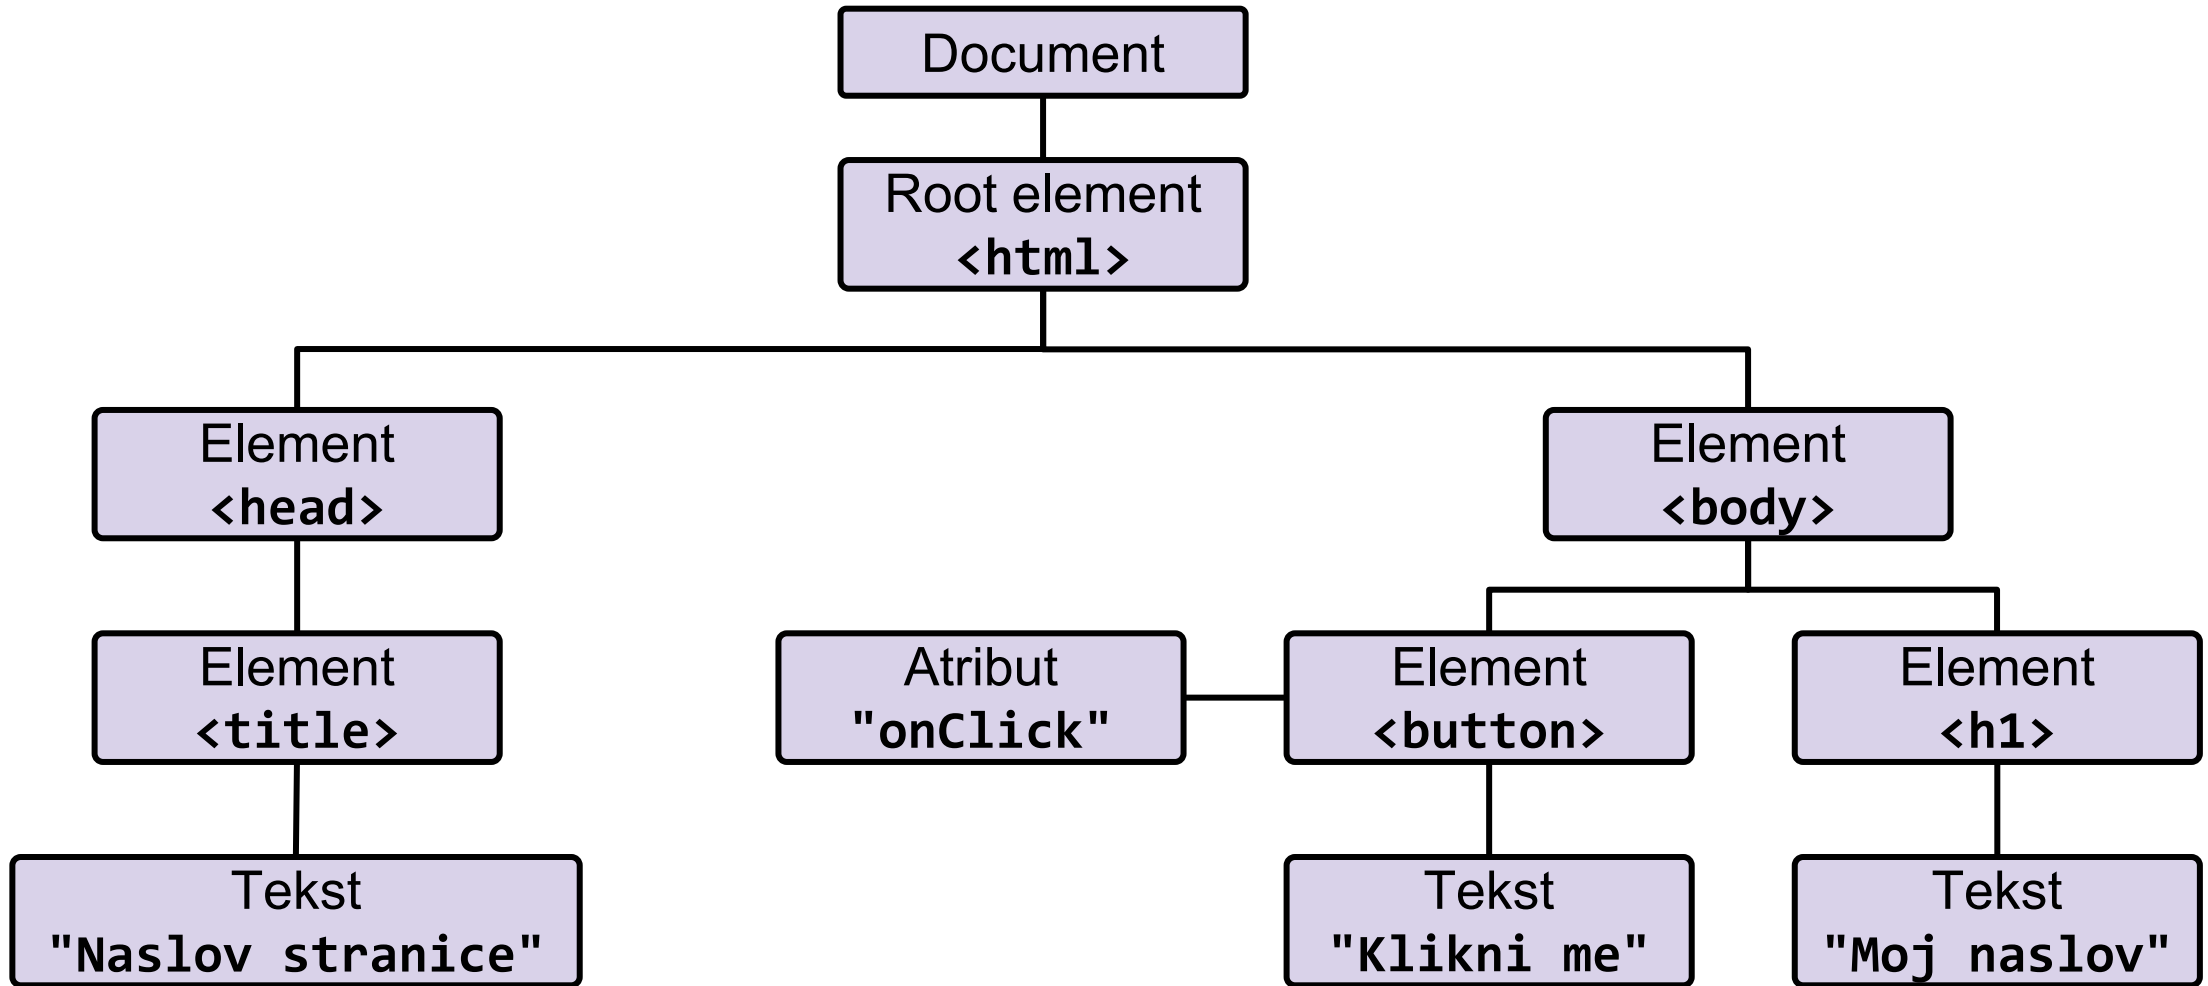 Document
Root element
<html>
Element
<head>
Element
<body>
Element
<title>
Atribut
"onClick"
Element
<button>
Element
<h1>
Tekst
"Naslov stranice"
Tekst
"Klikni me"
Tekst
"Moj naslov"